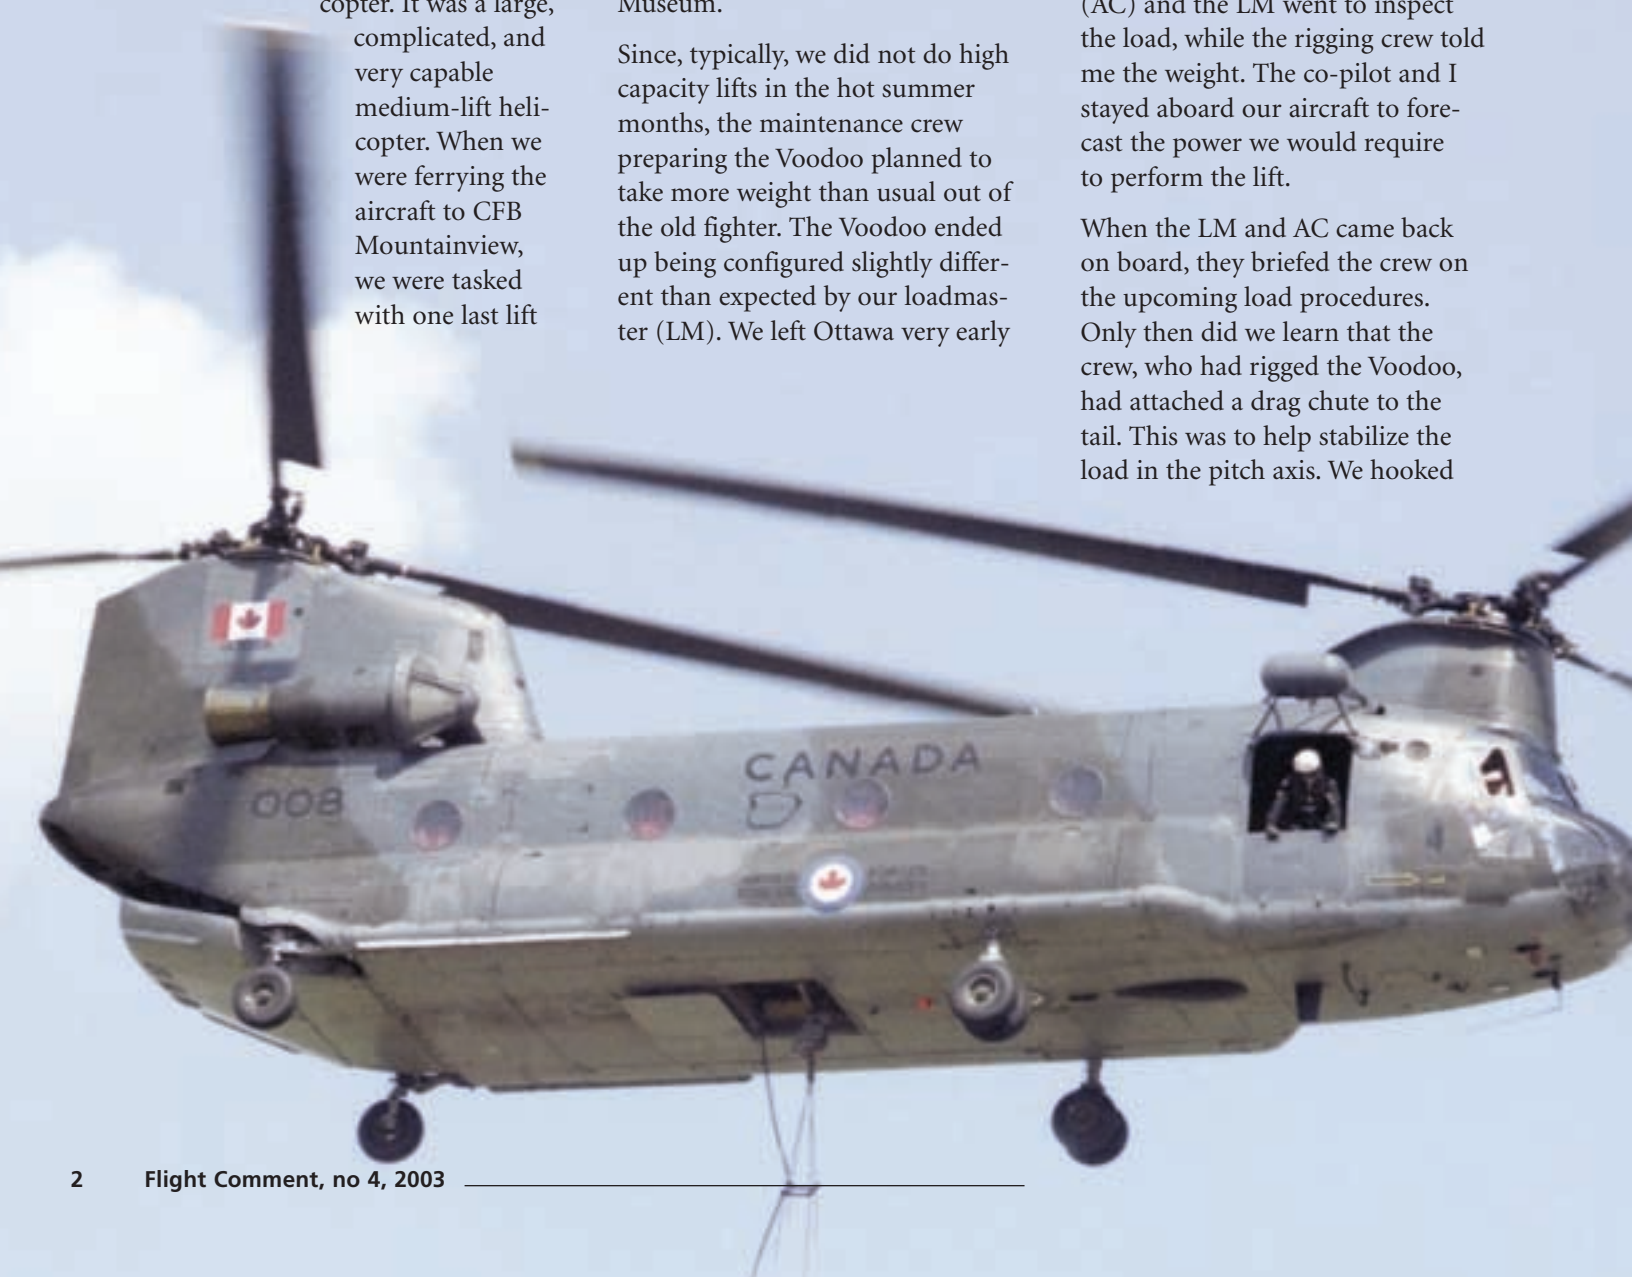 copter. It was a large,
complicated, and
very capable
medium-lift heli-
copter. When we
were ferrying the
aircraft to CFB
Mountainview,
we were tasked
with one last lift
Museum.
Since, typically, we did not do high
capacity lifts in the hot summer
months, the maintenance crew
preparing the Voodoo planned to
take more weight than usual out of
the old fighter. The Voodoo ended
up being configured slightly differ-
ent than expected by our loadmas-
ter (LM). We left Ottawa very early
(AC) and the LM went to inspect
the load, while the rigging crew told
me the weight. The co-pilot and I
stayed aboard our aircraft to fore-
cast the power we would require
to perform the lift.
When the LM and AC came back
on board, they briefed the crew on
the upcoming load procedures.
Only then did we learn that the
crew, who had rigged the Voodoo,
had attached a drag chute to the
tail. This was to help stabilize the
load in the pitch axis. We hooked
CANADA
008
2 Flight Comment, no 4, 2003